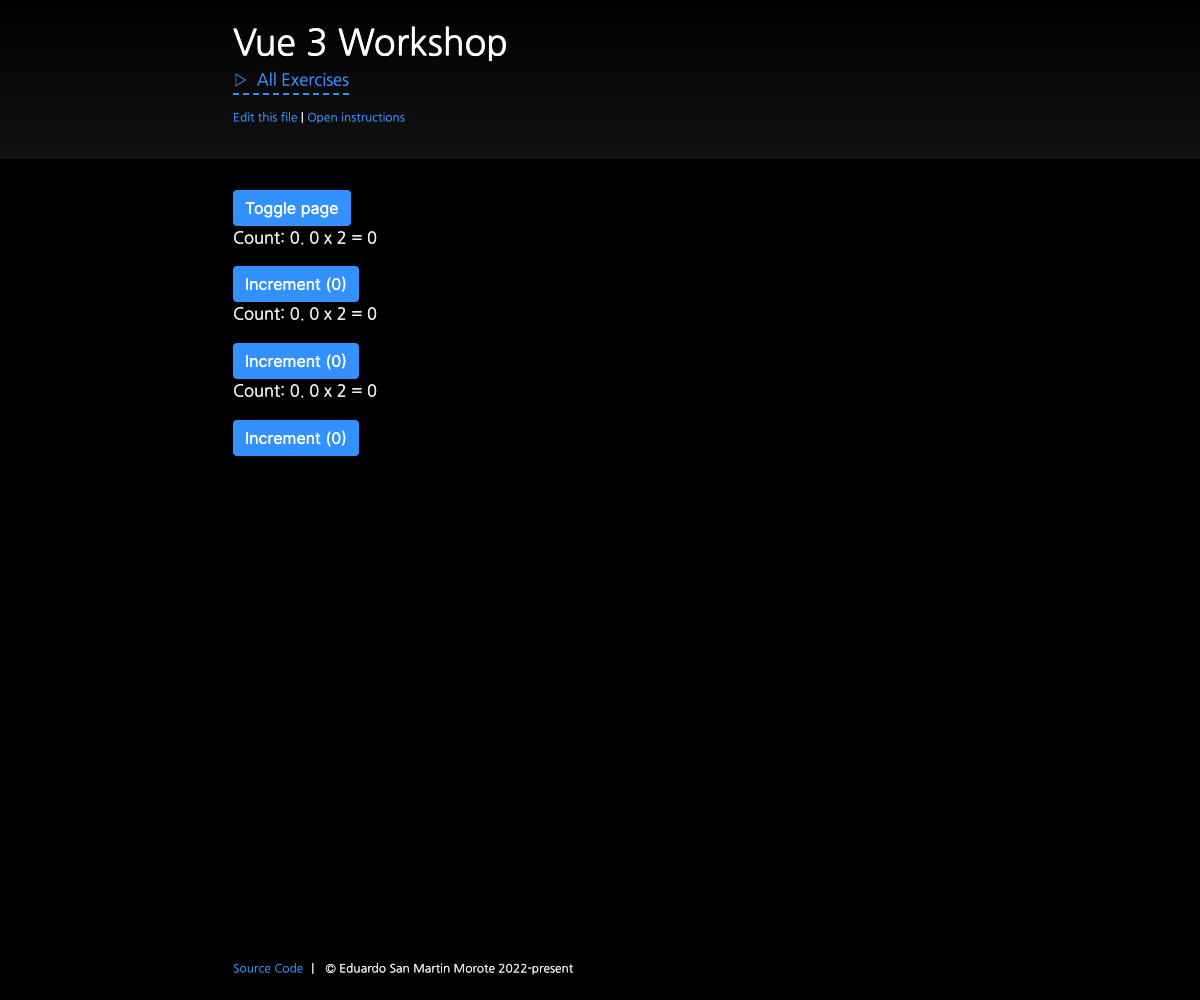 Vue 3 Workshop
▷ All Exercises
Edit this file | Open instructions
Toggle page
Count: 0. 0 x 2 = 0
Increment (0)
Count: 0. 0 x 2 = 0
Increment (0)
Count: 0. 0 x 2 = 0
Increment (0)
Source Code | © Eduardo San Martin Morote 2022-present